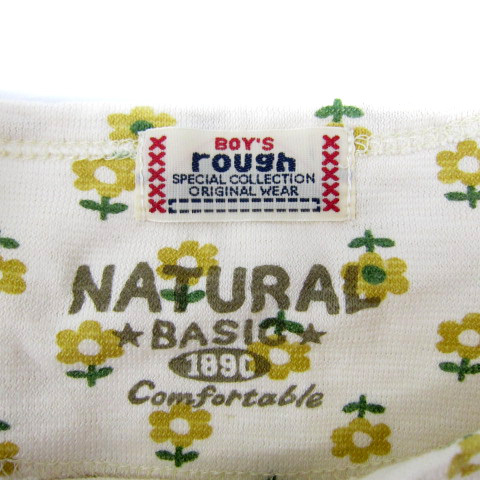 BOY'S
rough
SPECIAL COLLECTION
ORIGINAL WEAR
NATURAL
★BASIC★
1890
Comfortable